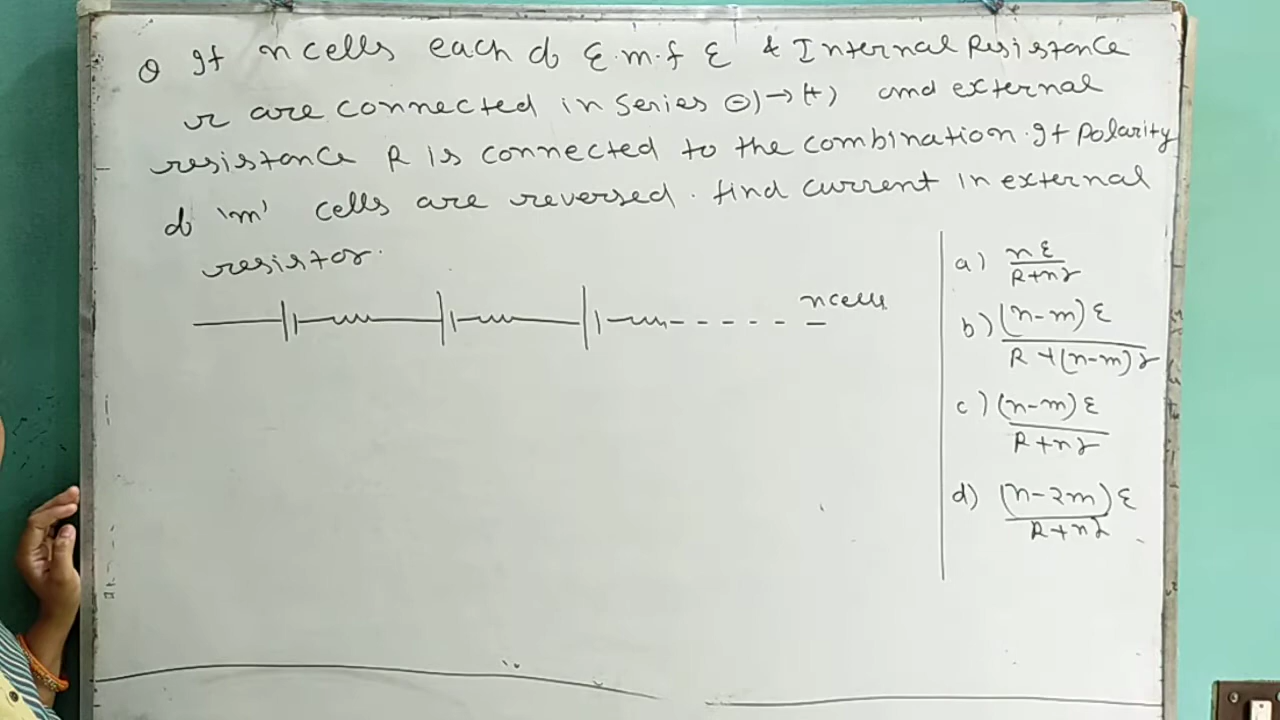 Q If n cells each of E.m.f ε & Internal Resistance
r are connected in series (-) → (+) and external
resistance R is connected to the combination. If polarity
of 'm' cells are reversed. find current in external
resistor.
n cells
a) nε / R+nr
b) (n-m)ε / R+(n-m)r
c) (n-m)ε / R+nr
d) (n-2m)ε / R+nr